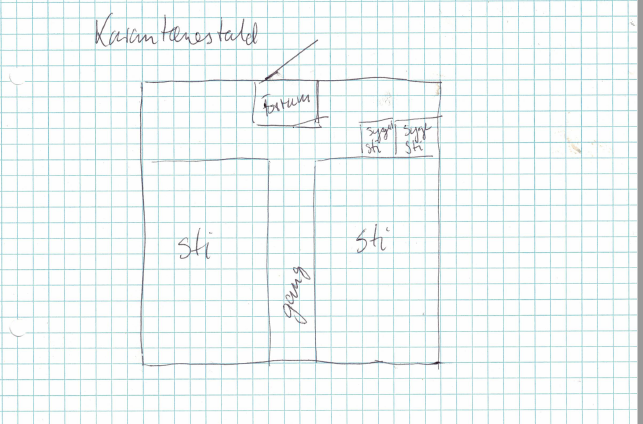 Karantænestald
Forrum
syge
sti
syge
sti
sti
sti
gang